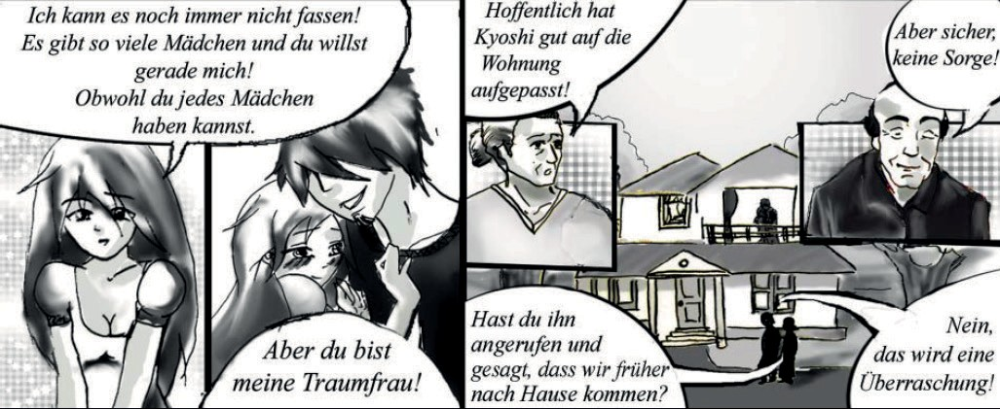 Ich kann es noch immer nicht fassen!
Es gibt so viele Mädchen und du willst
gerade mich!
Obwohl du jedes Mädchen
haben kannst.
Aber du bist
meine Traumfrau!
Hoffentlich hat
Kyoshi gut auf die
Wohnung
aufgepasst!
Aber sicher,
keine Sorge!
Hast du ihn
angerufen und
gesagt, dass wir früher
nach Hause kommen?
Nein,
das wird eine
Überraschung!